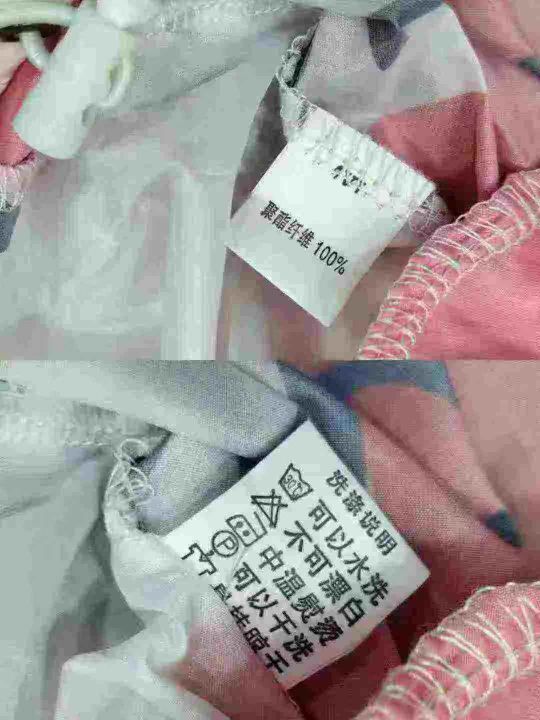 聚酯纤维 100%
洗涤说明
30
可以水洗
不可漂白
中温熨烫
P
可以干洗